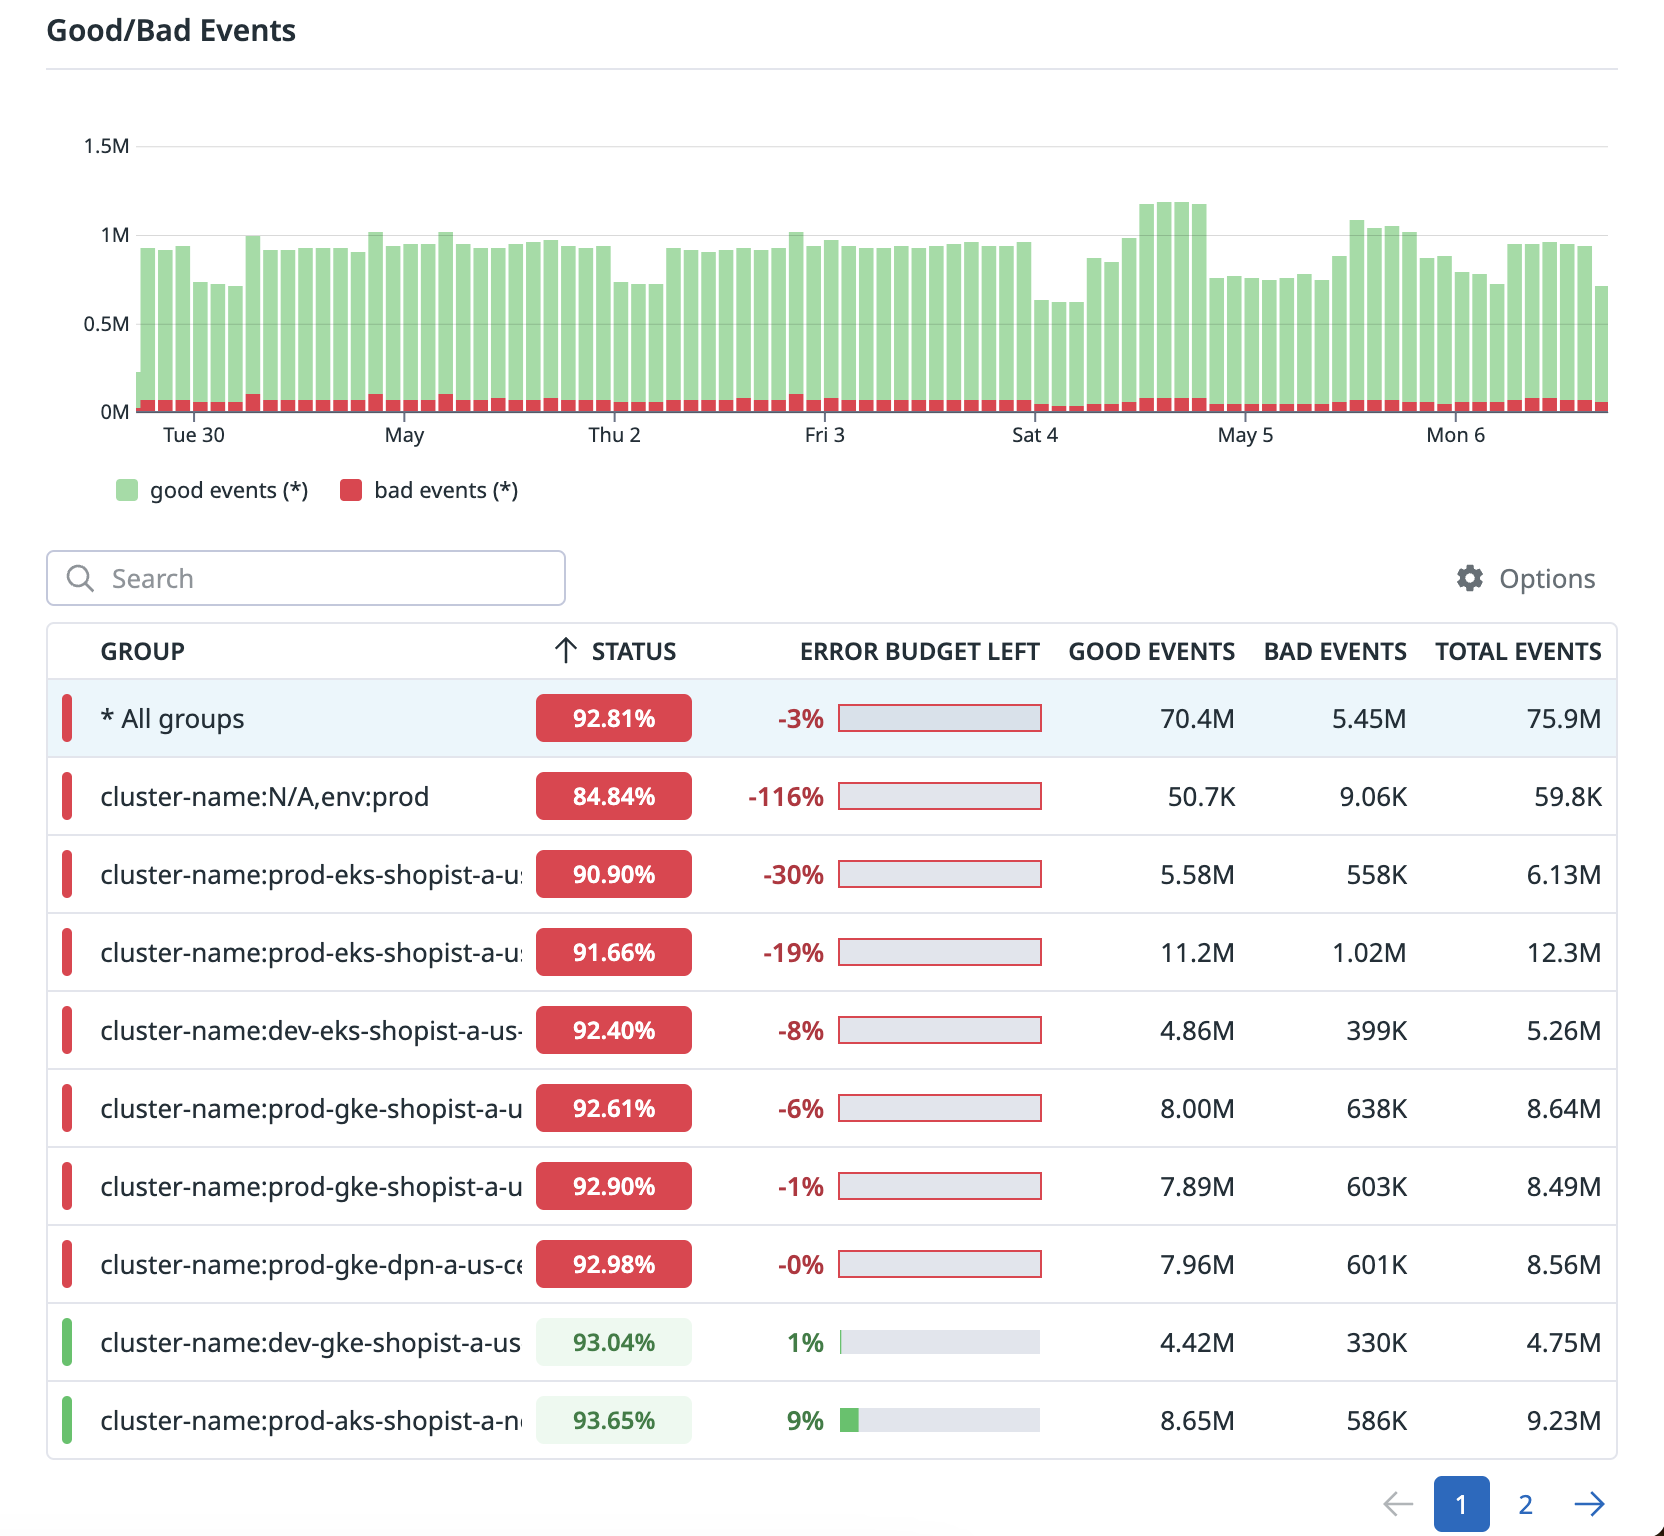 Good/Bad Events
1.5M
1M
0.5M
0M
Tue 30 May Thu 2 Fri 3 Sat 4 May 5 Mon 6
good events (*) bad events (*)
Search Options
GROUP STATUS ERROR BUDGET LEFT GOOD EVENTS BAD EVENTS TOTAL EVENTS
* All groups 92.81% -3% 70.4M 5.45M 75.9M
cluster-name:N/A,env:prod 84.84% -116% 50.7K 9.06K 59.8K
cluster-name:prod-eks-shopist-a-us 90.90% -30% 5.58M 558K 6.13M
cluster-name:prod-eks-shopist-a-us 91.66% -19% 11.2M 1.02M 12.3M
cluster-name:dev-eks-shopist-a-us- 92.40% -8% 4.86M 399K 5.26M
cluster-name:prod-gke-shopist-a-u 92.61% -6% 8.00M 638K 8.64M
cluster-name:prod-gke-shopist-a-u 92.90% -1% 7.89M 603K 8.49M
cluster-name:prod-gke-dpn-a-us-ce 92.98% -0% 7.96M 601K 8.56M
cluster-name:dev-gke-shopist-a-us 93.04% 1% 4.42M 330K 4.75M
cluster-name:prod-aks-shopist-a-n 93.65% 9% 8.65M 586K 9.23M
1 2